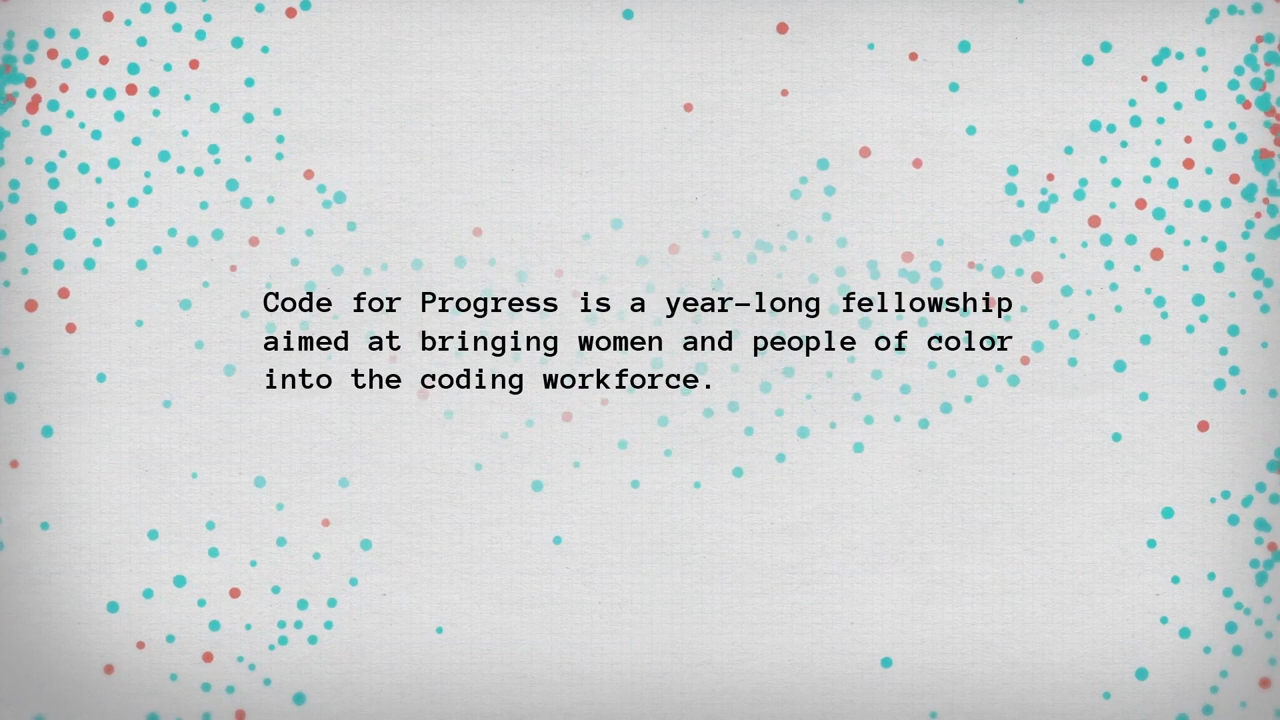 Code for Progress is a year-long fellowship
aimed at bringing women and people of color
into the coding workforce.